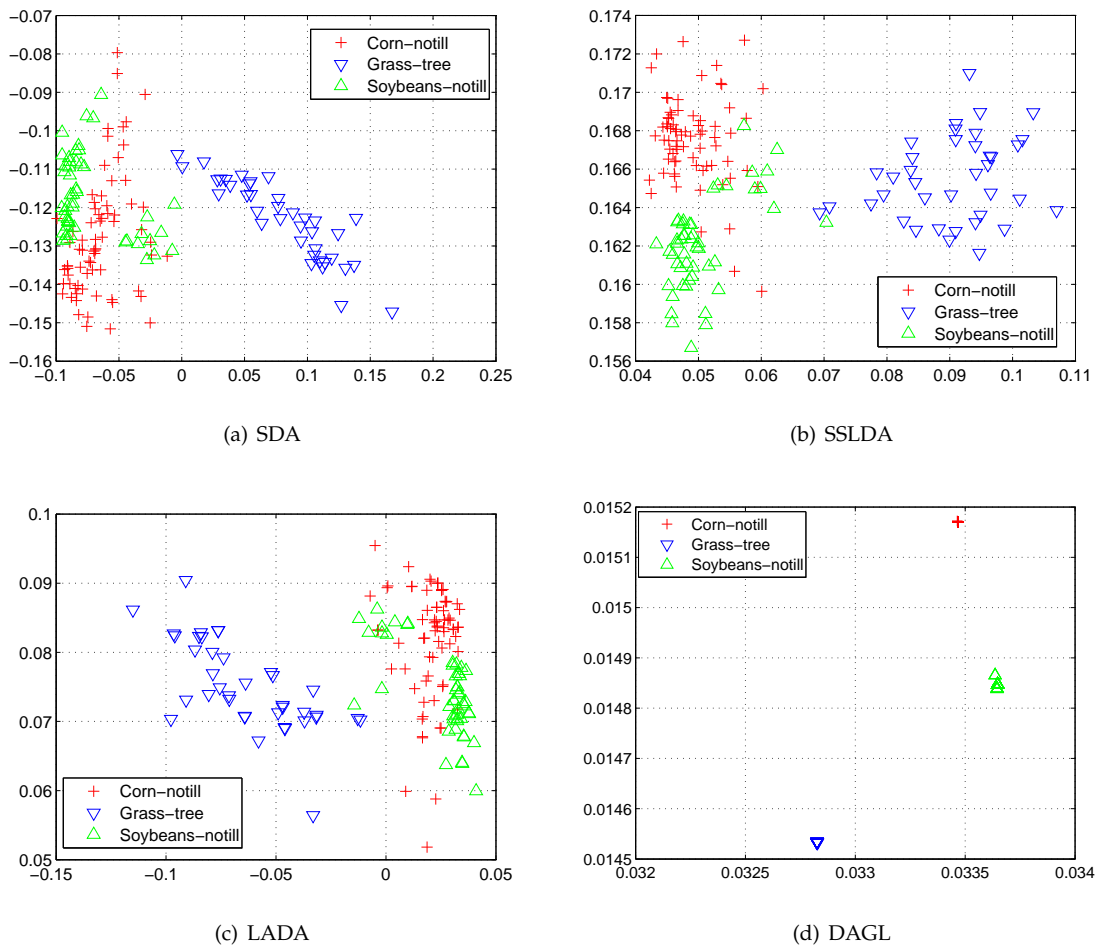 -0.07
-0.08
-0.09
-0.1
-0.11
-0.12
-0.13
-0.14
-0.15
-0.16
-0.1 -0.05 0 0.05 0.1 0.15 0.2 0.25
Corn-notill
Grass-tree
Soybeans-notill
(a) SDA
0.174
0.172
0.17
0.168
0.166
0.164
0.162
0.16
0.158
0.156
0.04 0.05 0.06 0.07 0.08 0.09 0.1 0.11
Corn-notill
Grass-tree
Soybeans-notill
(b) SSLDA
0.1
0.09
0.08
0.07
0.06
0.05
-0.15 -0.1 -0.05 0 0.05
Corn-notill
Grass-tree
Soybeans-notill
(c) LADA
0.0152
0.0151
0.015
0.0149
0.0148
0.0147
0.0146
0.0145
0.032 0.0325 0.033 0.0335 0.034
Corn-notill
Grass-tree
Soybeans-notill
(d) DAGL